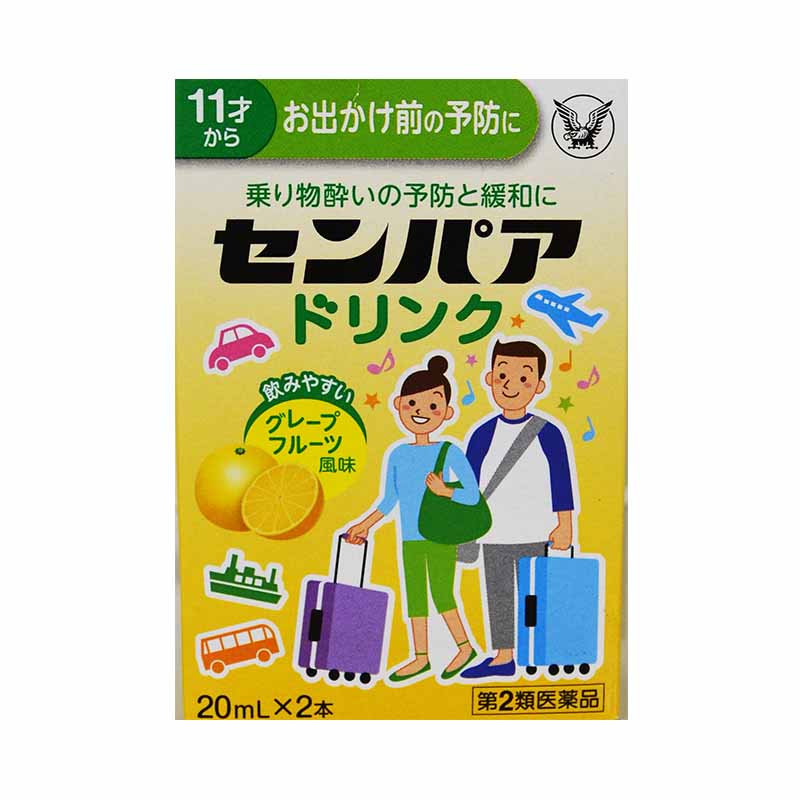 11才
から
お出かけ前の予防に
乗り物酔いの予防と緩和に
センパア
ドリンク
飲みやすい
グレープ
フルーツ
風味
20mL×2本
第2類医薬品